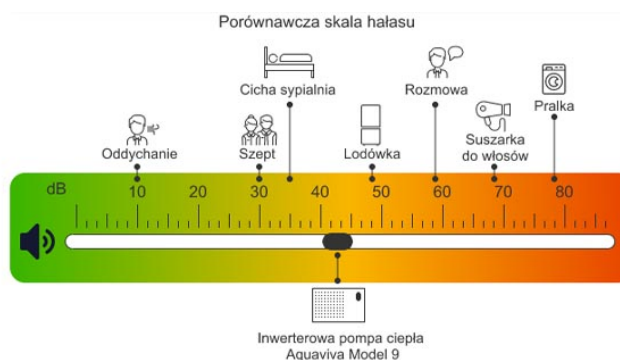 Porównawcza skala hałasu
Cicha sypialnia
Rozmowa
Pralka
Oddychanie
Szept
Lodówka
Suszarka
do włosów
dB 10 20 30 40 50 60 70 80
Inwerterowa pompa ciepła
Aquaviva Model 9